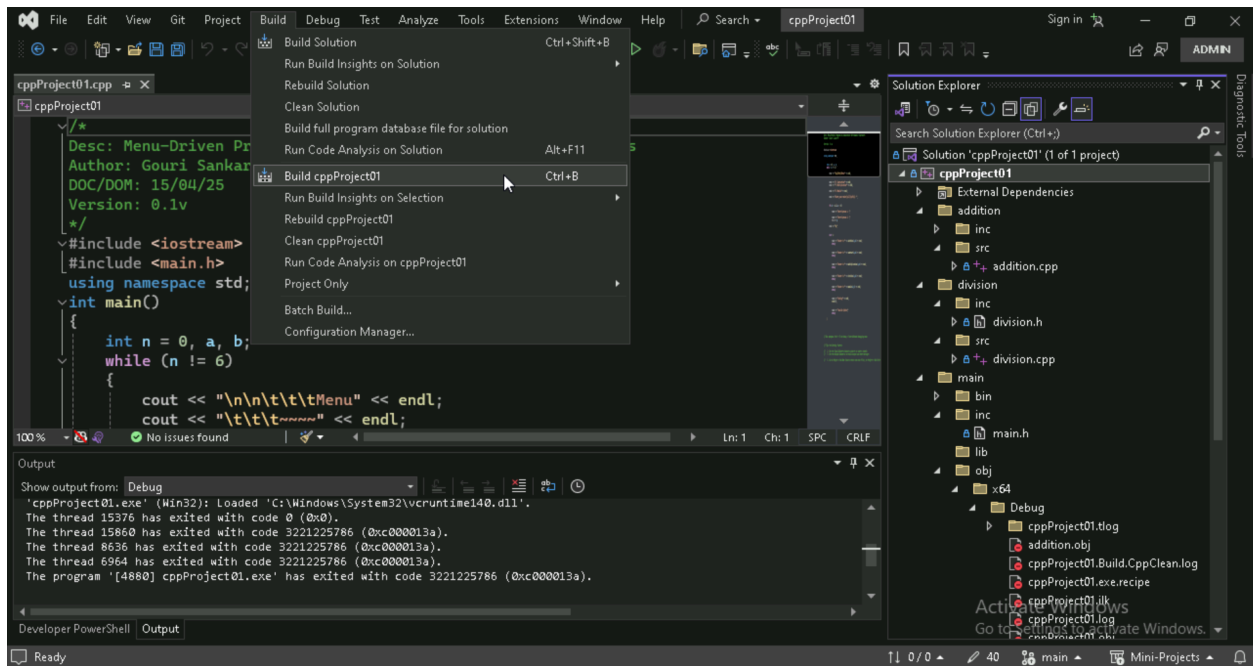 File Edit View Git Project Build Debug Test Analyze Tools Extensions Window Help Search cppProject01 Sign in
ADMIN
Build Solution Ctrl+Shift+B
Run Build Insights on Solution
Rebuild Solution
Clean Solution
Build full program database file for solution
Run Code Analysis on Solution Alt+F11
Build cppProject01 Ctrl+B
Run Build Insights on Selection
Rebuild cppProject01
Clean cppProject01
Run Code Analysis on cppProject01
Project Only
Batch Build...
Configuration Manager...
cppProject01.cpp
cppProject01
/*
Desc: Menu-Driven Pr
Author: Gouri Sankar
DOC/DOM: 15/04/25
Version: 0.1v
*/
#include <iostream>
#include <main.h>
using namespace std;
int main()
{
int n = 0, a, b;
while (n != 6)
{
cout << "\n\n\t\t\tMenu" << endl;
cout << "\t\t\t~~~~" << endl;
100 % No issues found Ln: 1 Ch: 1 SPC CRLF
Output
Show output from: Debug
'cppProject01.exe' (Win32): Loaded 'C:\Windows\System32\vcruntime140.dll'.
The thread 15376 has exited with code 0 (0x0).
The thread 15860 has exited with code 3221225786 (0xc000013a).
The thread 8636 has exited with code 3221225786 (0xc000013a).
The thread 6964 has exited with code 3221225786 (0xc000013a).
The program '[4880] cppProject01.exe' has exited with code 3221225786 (0xc000013a).
Developer PowerShell Output
Solution Explorer
Search Solution Explorer (Ctrl+;)
Solution 'cppProject01' (1 of 1 project)
cppProject01
External Dependencies
addition
inc
src
addition.cpp
division
inc
division.h
src
division.cpp
main
bin
inc
main.h
lib
obj
x64
Debug
cppProject01.tlog
addition.obj
cppProject01.Build.CppClean.log
cppProject01.exe.recipe
cppProject01.ilk
cppProject01.log
cppProject01.obj
Activate Windows
Go to Settings to activate Windows.
Diagnostic Tools
Ready 0 / 0 40 main Mini-Projects